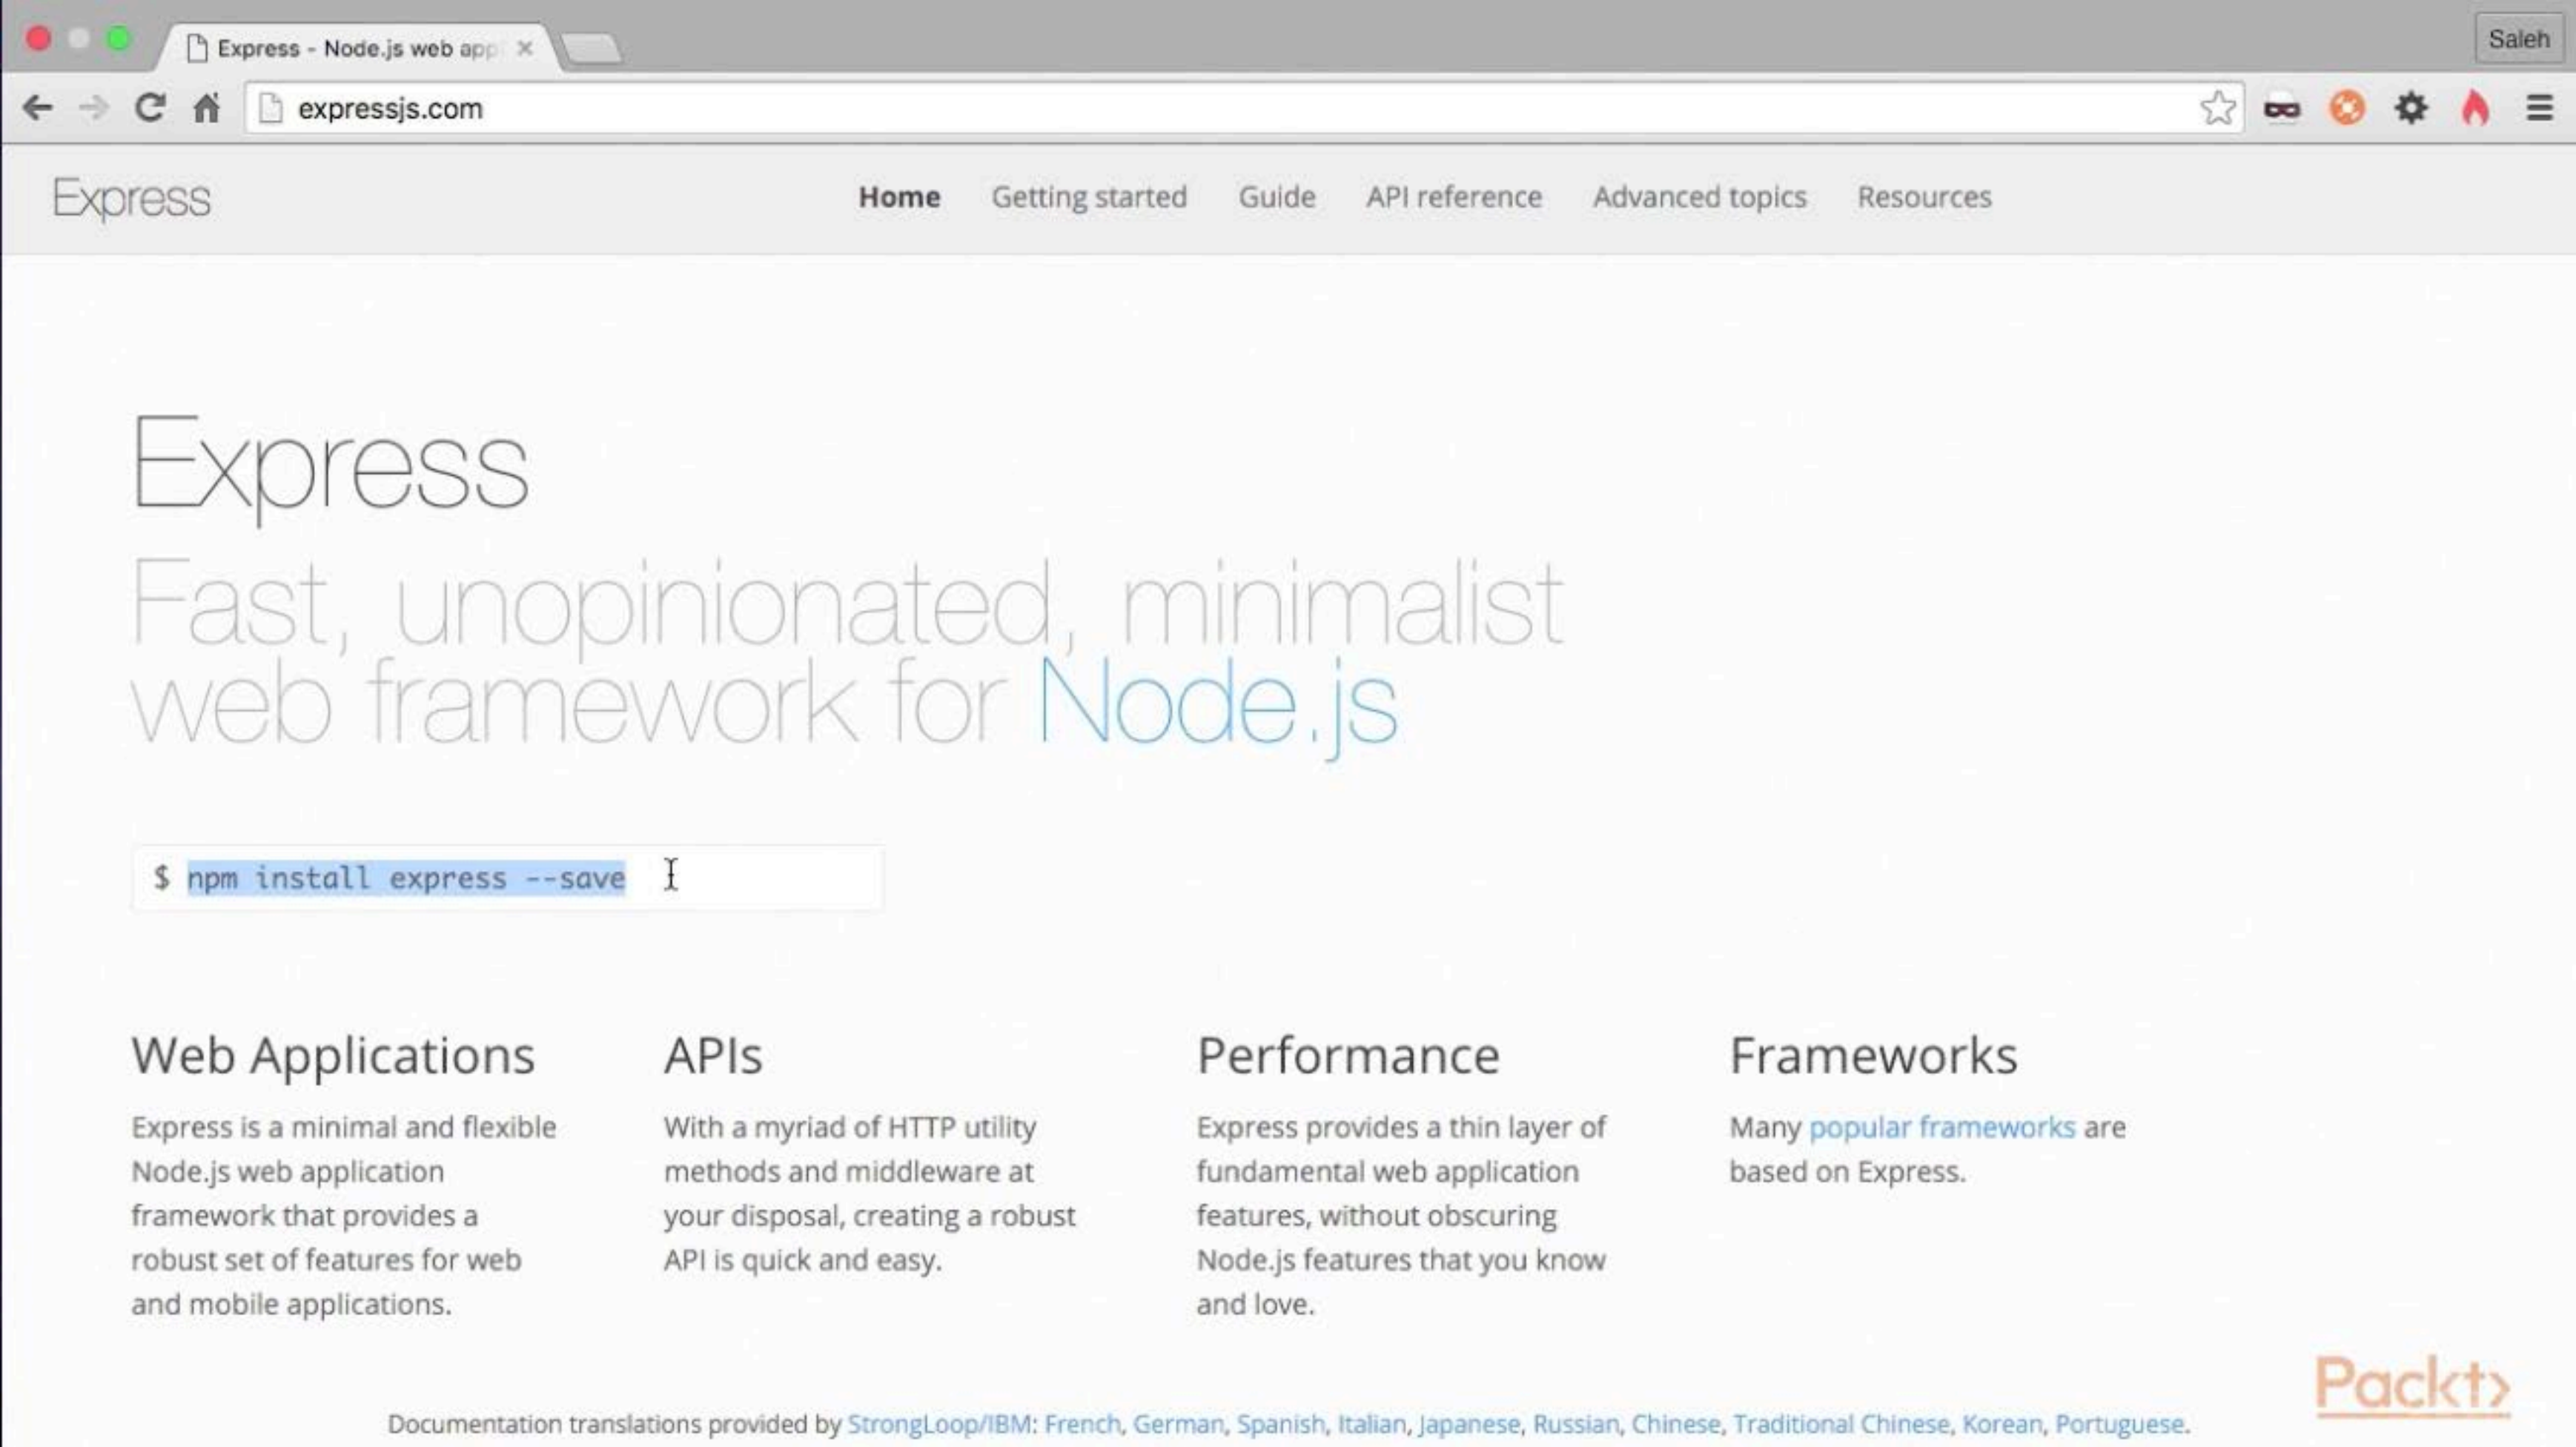 Express - Node.js web app
Saleh
expressjs.com
Express
Home Getting started Guide API reference Advanced topics Resources
Express
Fast, unopinionated, minimalist
web framework for Node.js
$ npm install express --save
Web Applications
Express is a minimal and flexible
Node.js web application
framework that provides a
robust set of features for web
and mobile applications.
APIs
With a myriad of HTTP utility
methods and middleware at
your disposal, creating a robust
API is quick and easy.
Performance
Express provides a thin layer of
fundamental web application
features, without obscuring
Node.js features that you know
and love.
Frameworks
Many popular frameworks are
based on Express.
Packt>
Documentation translations provided by StrongLoop/IBM: French, German, Spanish, Italian, Japanese, Russian, Chinese, Traditional Chinese, Korean, Portuguese.